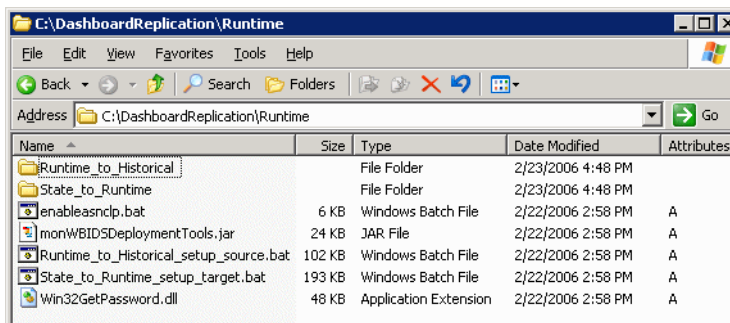 C:\DashboardReplication\Runtime
File Edit View Favorites Tools Help
Back Search Folders
Address C:\DashboardReplication\Runtime Go
Name Size Type Date Modified Attributes
Runtime_to_Historical File Folder 2/23/2006 4:48 PM
State_to_Runtime File Folder 2/23/2006 4:48 PM
enableasnclp.bat 6 KB Windows Batch File 2/22/2006 2:58 PM A
monWBIDSDeploymentTools.jar 24 KB JAR File 2/22/2006 2:58 PM A
Runtime_to_Historical_setup_source.bat 102 KB Windows Batch File 2/22/2006 2:58 PM A
State_to_Runtime_setup_target.bat 193 KB Windows Batch File 2/22/2006 2:58 PM A
Win32GetPassword.dll 48 KB Application Extension 2/22/2006 2:58 PM A